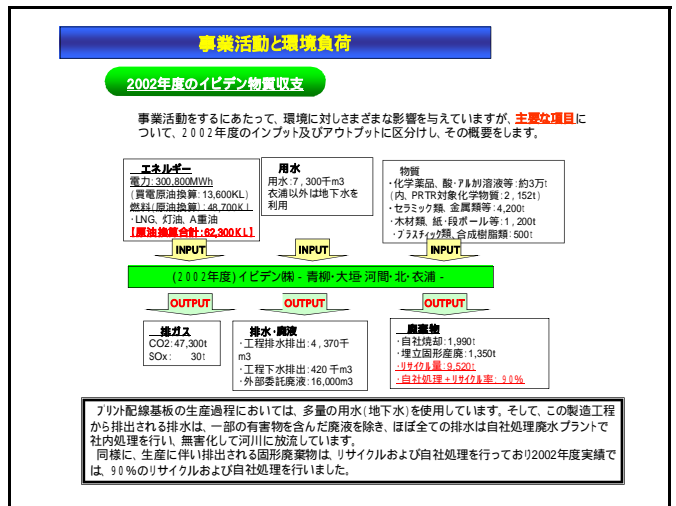 事業活動と環境負荷
2002年度のイビデン物質収支
事業活動をするにあたって、環境に対しさまざまな影響を与えていますが、主要な項目に
ついて、2002年度のインプット及びアウトプットに区分けし、その概要をします。
エネルギー
電力:300,800MWh
(買電原油換算:13,600KL)
燃料(原油換算):48,700KL
・LNG、灯油、A重油
【原油換算合計:62,300KL】
用水
用水:7,300千m3
衣浦以外は地下水を
利用
物質
・化学薬品、酸・アルカリ溶液等:約3万t
(内、PRTR対象化学物質:2,152t)
・セラミック類、金属類等:4,200t
・木材類、紙・段ボール等:1,200t
・プラスティック類、合成樹脂類:500t
INPUT
INPUT
INPUT
(2002年度)イビデン㈱ - 青柳・大垣・河間・北・衣浦 -
OUTPUT
OUTPUT
OUTPUT
排ガス
CO2:47,300t
SOx: 30t
排水・廃液
・工程排水排出:4,370千
m3
・工程下水排出:420千m3
・外部委託廃液:16,000m3
廃棄物
・自社焼却:1,990t
・埋立固形産廃:1,350t
・リサイクル量:9,520t
・自社処理+リサイクル率:90%
プリント配線基板の生産過程においては、多量の用水(地下水)を使用しています。そして、この製造工程
から排出される排水は、一部の有害物を含んだ廃液を除き、ほぼ全ての排水は自社処理廃水プラントで
社内処理を行い、無害化して河川に放流しています。
同様に、生産に伴い排出される固形廃棄物は、リサイクルおよび自社処理を行っており2002年度実績で
は、90%のリサイクルおよび自社処理を行いました。